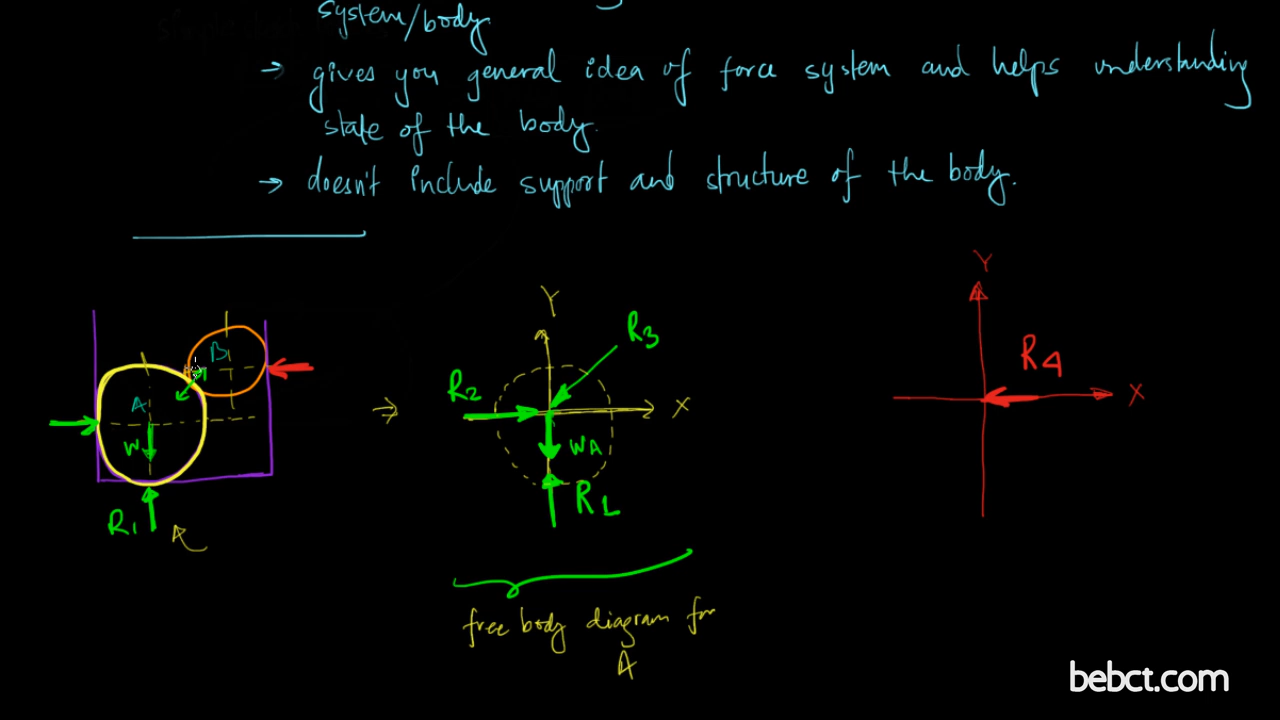 system/body
→ gives you general idea of force system and helps understanding
state of the body.
→ doesn't include support and structure of the body.
Y
Y
R3
B
R4
R2
A
X
X
W
WA
R1
R1
A
free body diagram for
A
bebct.com